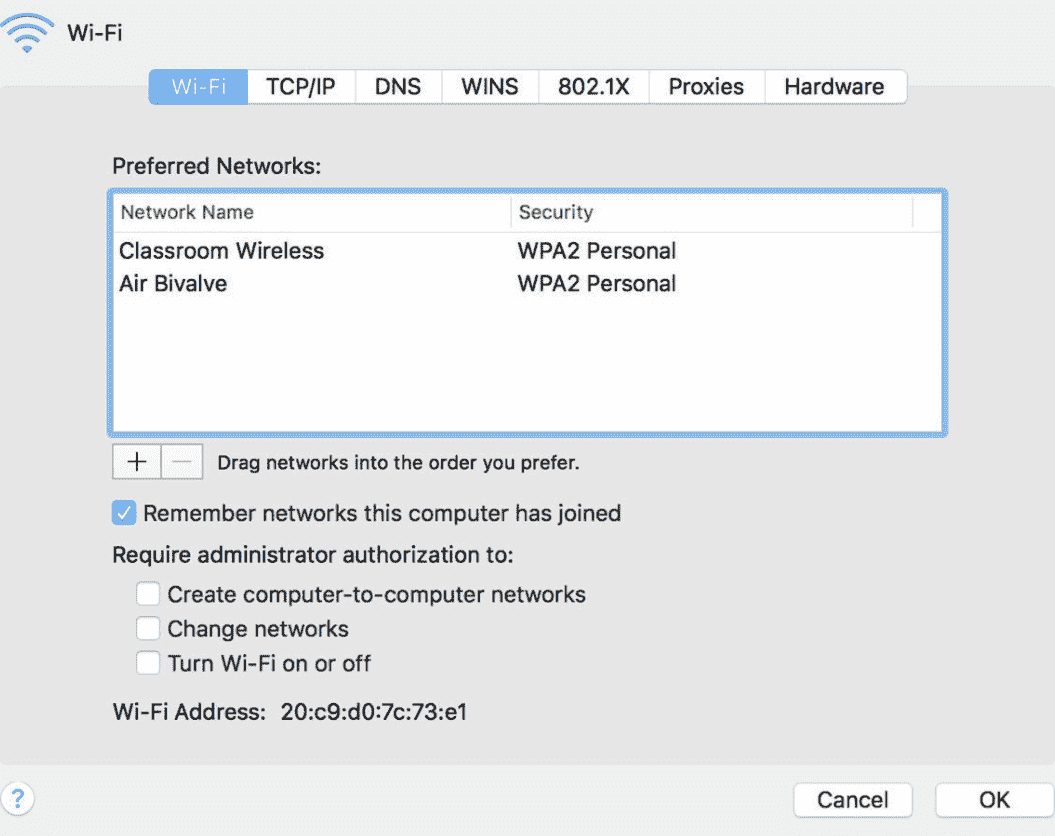 Wi-Fi
Wi-Fi TCP/IP DNS WINS 802.1X Proxies Hardware
Preferred Networks:
Network Name Security
Classroom Wireless WPA2 Personal
Air Bivalve WPA2 Personal
+ — Drag networks into the order you prefer.
Remember networks this computer has joined
Require administrator authorization to:
Create computer-to-computer networks
Change networks
Turn Wi-Fi on or off
Wi-Fi Address: 20:c9:d0:7c:73:e1
? Cancel OK